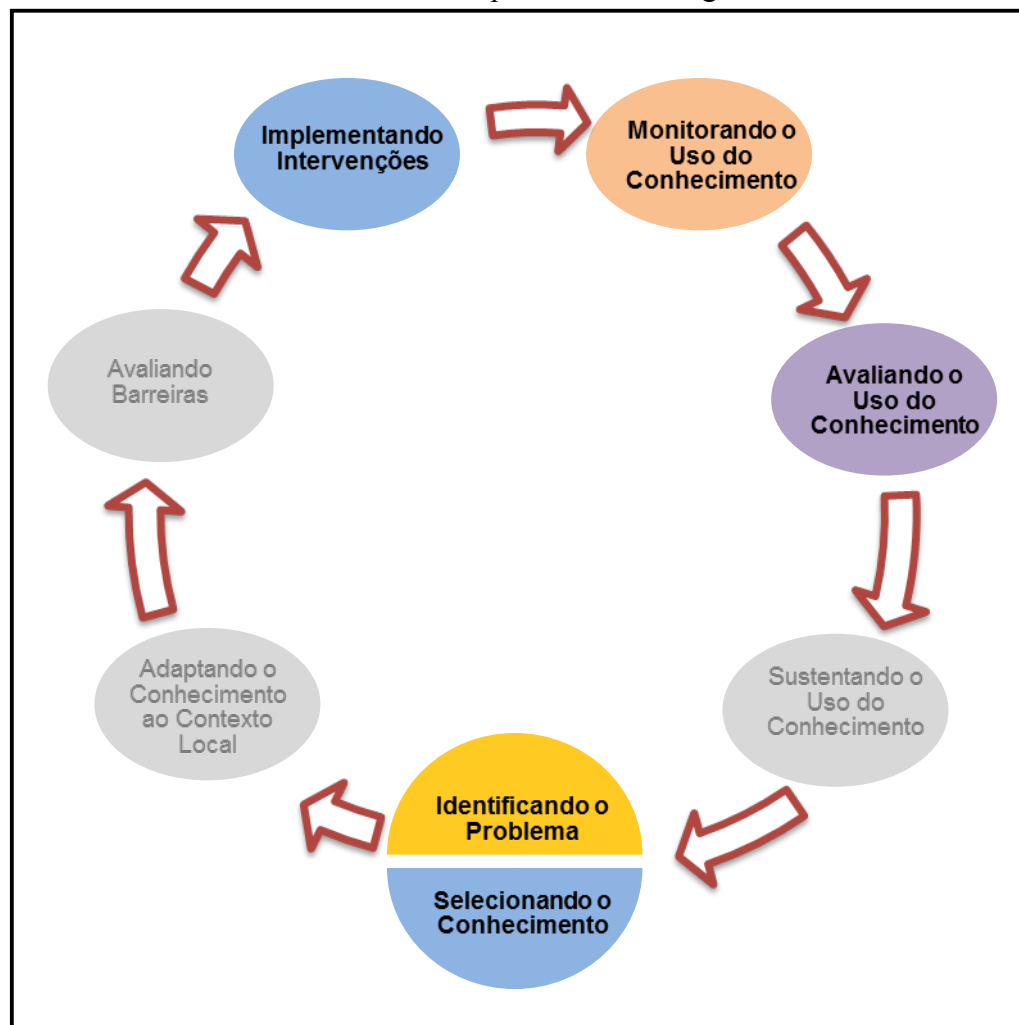 Implementando
Intervenções
Monitorando o
Uso do
Conhecimento
Avaliando o
Uso do
Conhecimento
Sustentando o
Uso do
Conhecimento
Identificando o
Problema
Selecionando o
Conhecimento
Adaptando o
Conhecimento
ao Contexto
Local
Avaliando
Barreiras